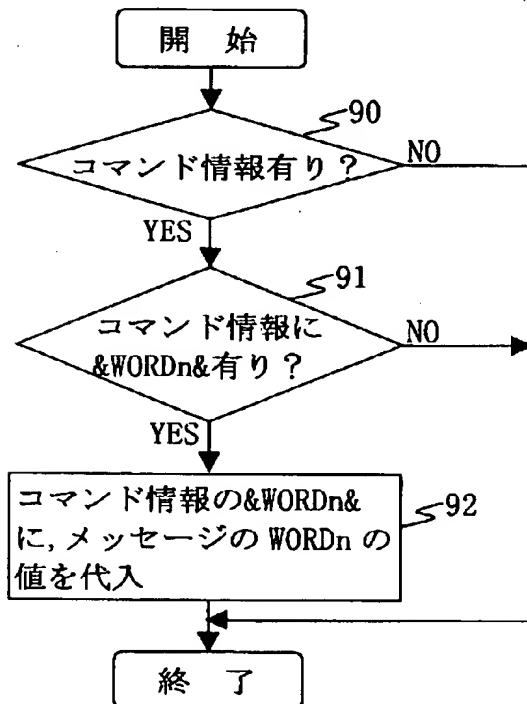 開　始
90
コマンド情報有り？
NO
YES
91
コマンド情報に
&WORDn&有り？
NO
YES
コマンド情報の&WORDn&
に,メッセージの WORDn の
値を代入
92
終　了